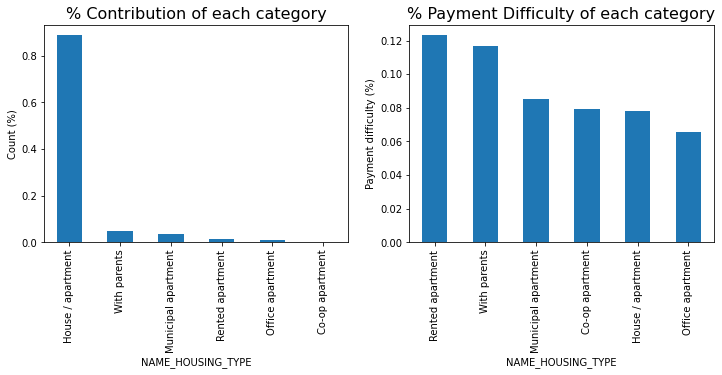 % Contribution of each category
Count (%)
0.8
0.6
0.4
0.2
0.0
House / apartment
With parents
Municipal apartment
Rented apartment
Office apartment
Co-op apartment
NAME_HOUSING_TYPE
% Payment Difficulty of each category
Payment difficulty (%)
0.12
0.10
0.08
0.06
0.04
0.02
0.00
Rented apartment
With parents
Municipal apartment
Co-op apartment
House / apartment
Office apartment
NAME_HOUSING_TYPE